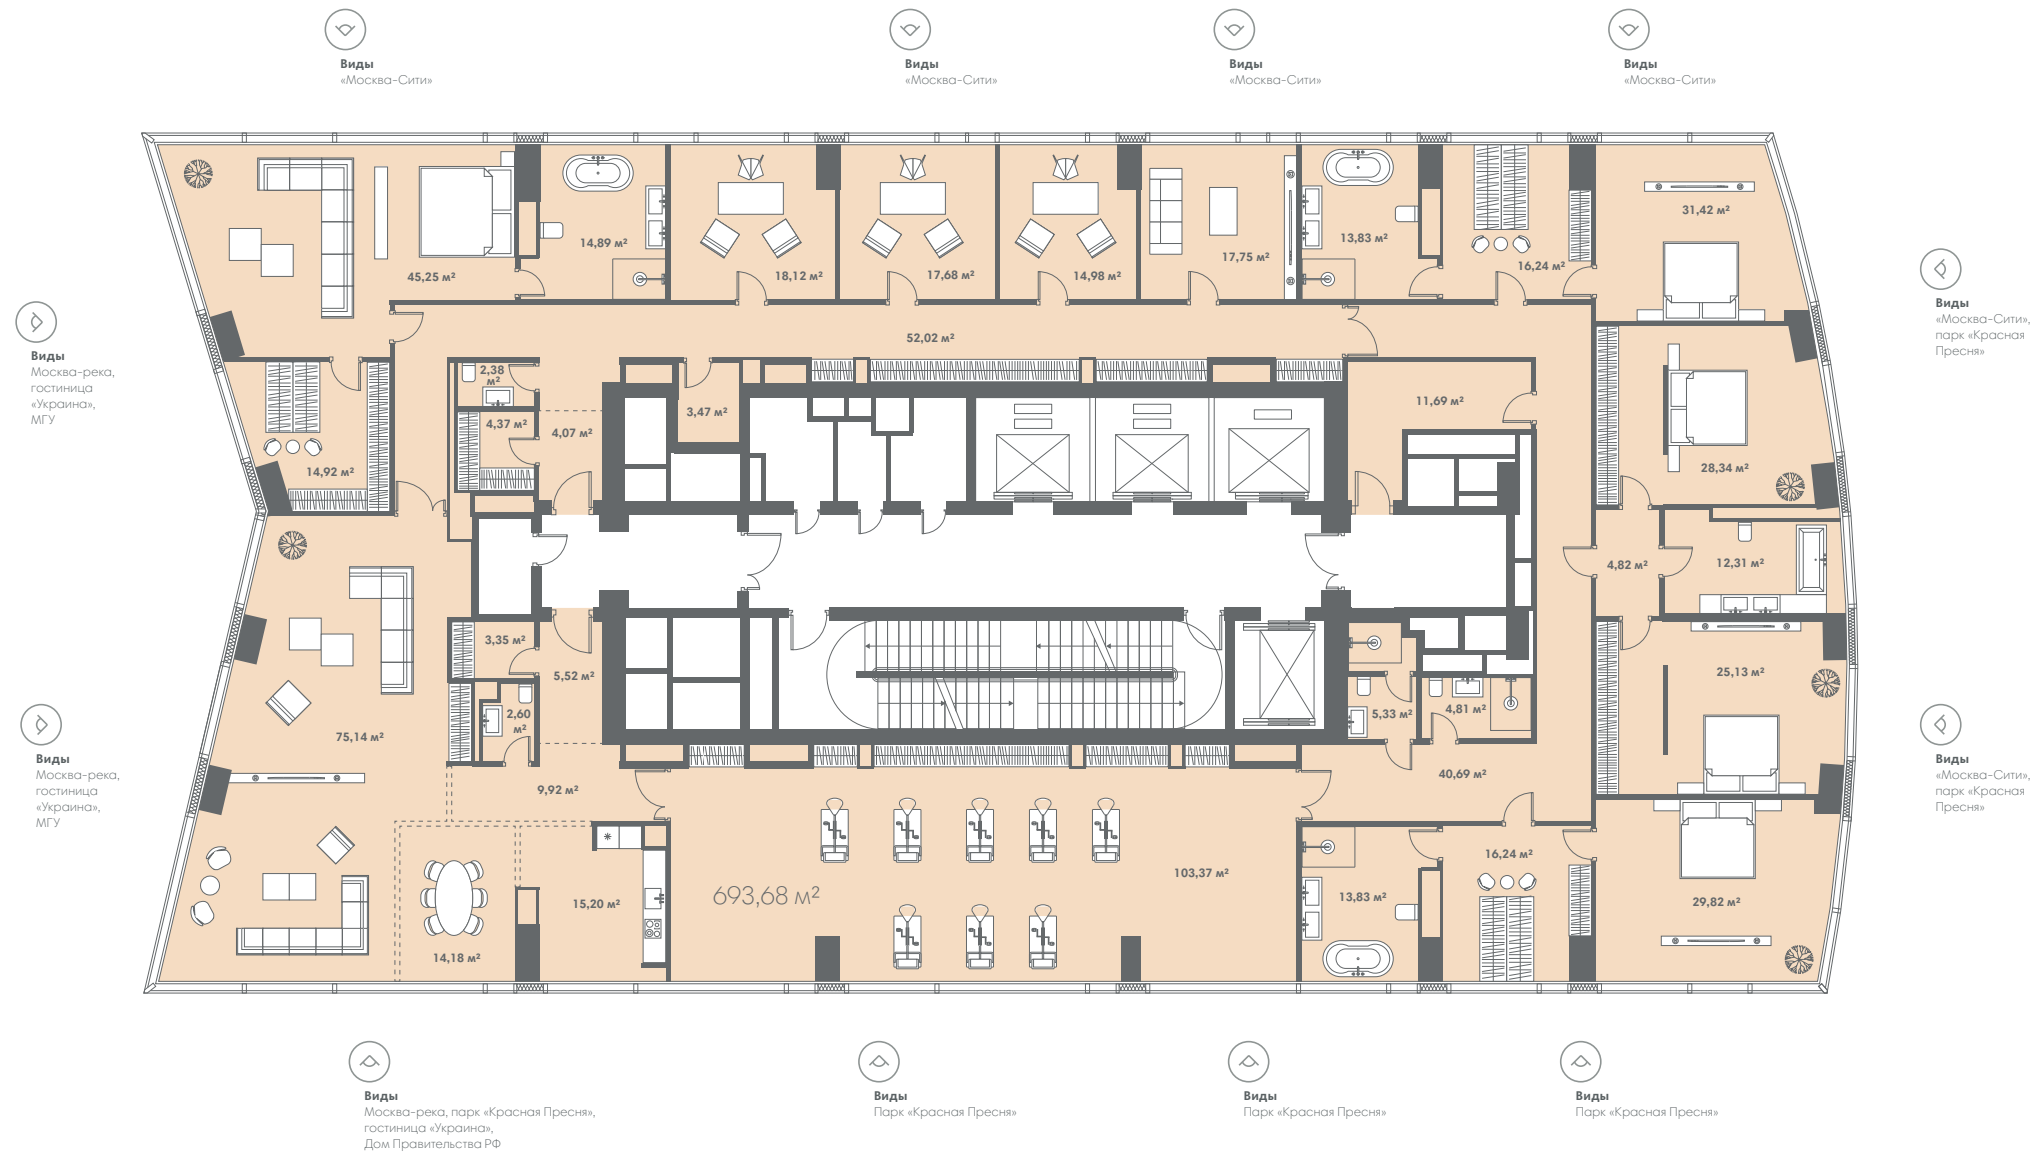 Виды
«Москва-Сити»
Виды
«Москва-Сити»
Виды
«Москва-Сити»
Виды
«Москва-Сити»
31,42 м²
14,89 м²
13,83 м²
45,25 м²
18,12 м²
17,68 м²
14,98 м²
17,75 м²
16,24 м²
Виды
«Москва-Сити»,
парк «Красная
Пресня»
Виды
Москва-река,
гостиница
«Украина»,
МГУ
52,02 м²
2,38
м²
3,47 м²
11,69 м²
4,37 м²
4,07 м²
14,92 м²
28,34 м²
4,82 м²
12,31 м²
3,35 м²
5,52 м²
25,13 м²
2,60
м²
5,33 м²
4,81 м²
75,14 м²
Виды
Москва-река,
гостиница
«Украина»,
МГУ
Виды
«Москва-Сити»,
парк «Красная
Пресня»
40,69 м²
9,92 м²
16,24 м²
103,37 м²
693,68 м²
15,20 м²
13,83 м²
29,82 м²
14,18 м²
Виды
Москва-река, парк «Красная Пресня»,
гостиница «Украина»,
Дом Правительства РФ
Виды
Парк «Красная Пресня»
Виды
Парк «Красная Пресня»
Виды
Парк «Красная Пресня»